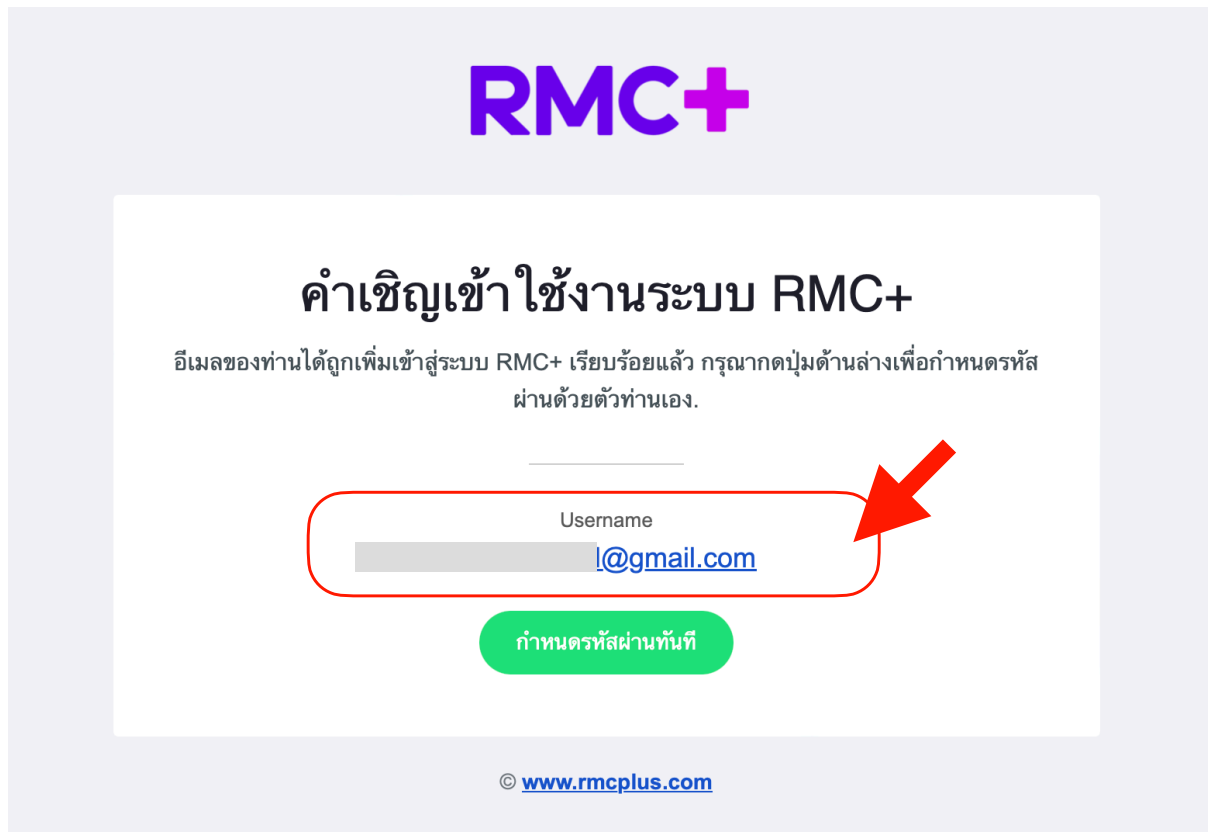 RMC+
คำเชิญเข้าใช้งานระบบ RMC+
อีเมลของท่านได้ถูกเพิ่มเข้าสู่ระบบ RMC+ เรียบร้อยแล้ว กรุณากดปุ่มด้านล่างเพื่อกำหนดรหัส
ผ่านด้วยตัวท่านเอง.
Username
l@gmail.com
กำหนดรหัสผ่านทันที
© www.rmcplus.com